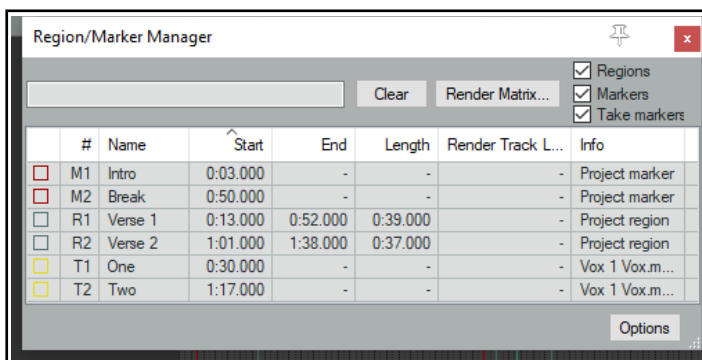 Region/Marker Manager
x
Regions
Clear Render Matrix... Markers
Take markers
# Name Start End Length Render Track L... Info
M1 Intro 0:03.000 - - - Project marker
M2 Break 0:50.000 - - - Project marker
R1 Verse 1 0:13.000 0:52.000 0:39.000 - Project region
R2 Verse 2 1:01.000 1:38.000 0:37.000 - Project region
T1 One 0:30.000 - - - Vox 1 Vox.m...
T2 Two 1:17.000 - - - Vox 1 Vox.m...
Options